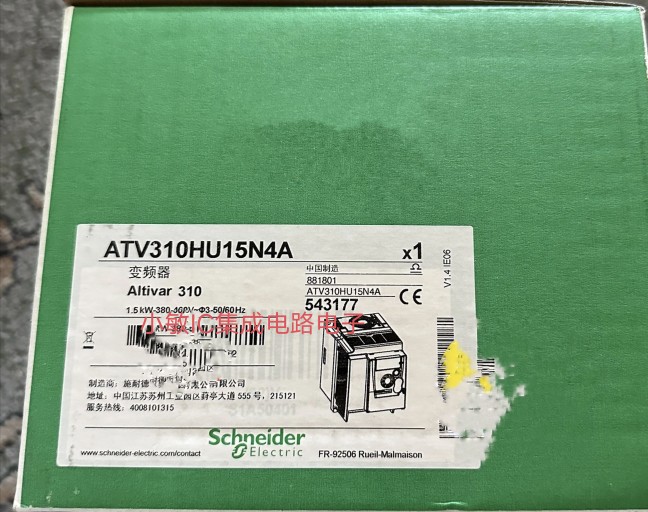 ATV310HU15N4A
x1
变频器
Altivar 310
中国制造
881801
ATV310HU15N4A
543177
CE
V1.4 IE06
1.5 kW-380- ~Φ3-50/60Hz
小敏IC集成电路电子
制造商: 施耐德 有限公司
地址: 中国江苏苏州工业园区葑亭大道 555 号, 215121
服务热线: 4008101315
Schneider
Electric
www.schneider-electric.com/contact
FR-92506 Rueil-Malmaison